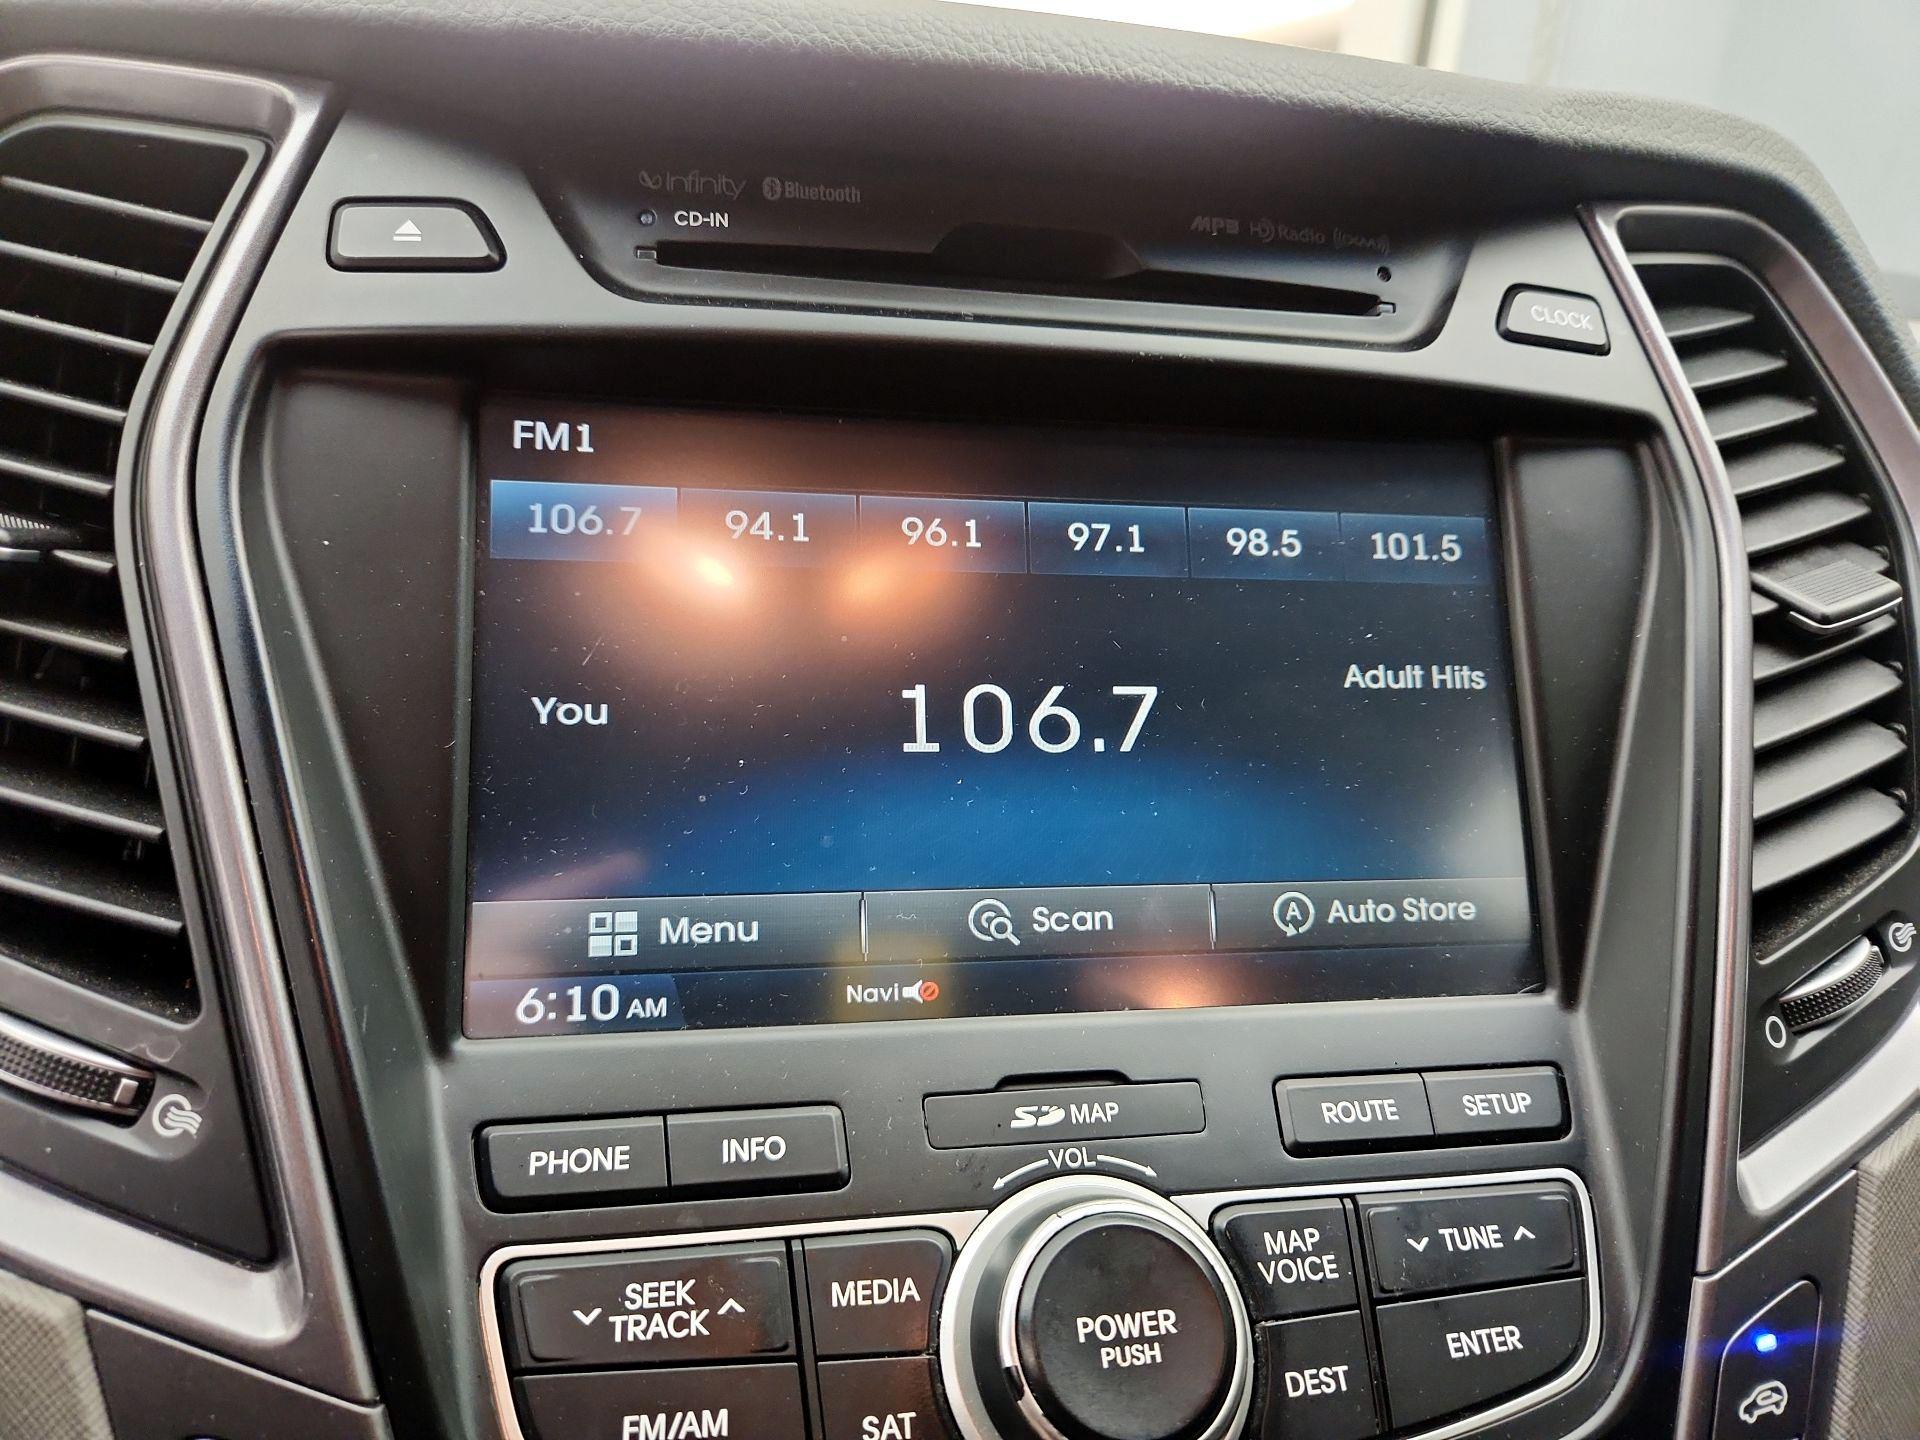 infinity Bluetooth
CD-IN
MP3 HD Radio ((SXM))
CLOCK
FM1
106.7 94.1 96.1 97.1 98.5 101.5
You 106.7 Adult Hits
Menu Scan Auto Store
6:10 AM Navi
PHONE INFO SD MAP ROUTE SETUP
VOL
SEEK
TRACK
MEDIA
POWER
PUSH
MAP
VOICE
TUNE
FM/AM
SAT
DEST
ENTER